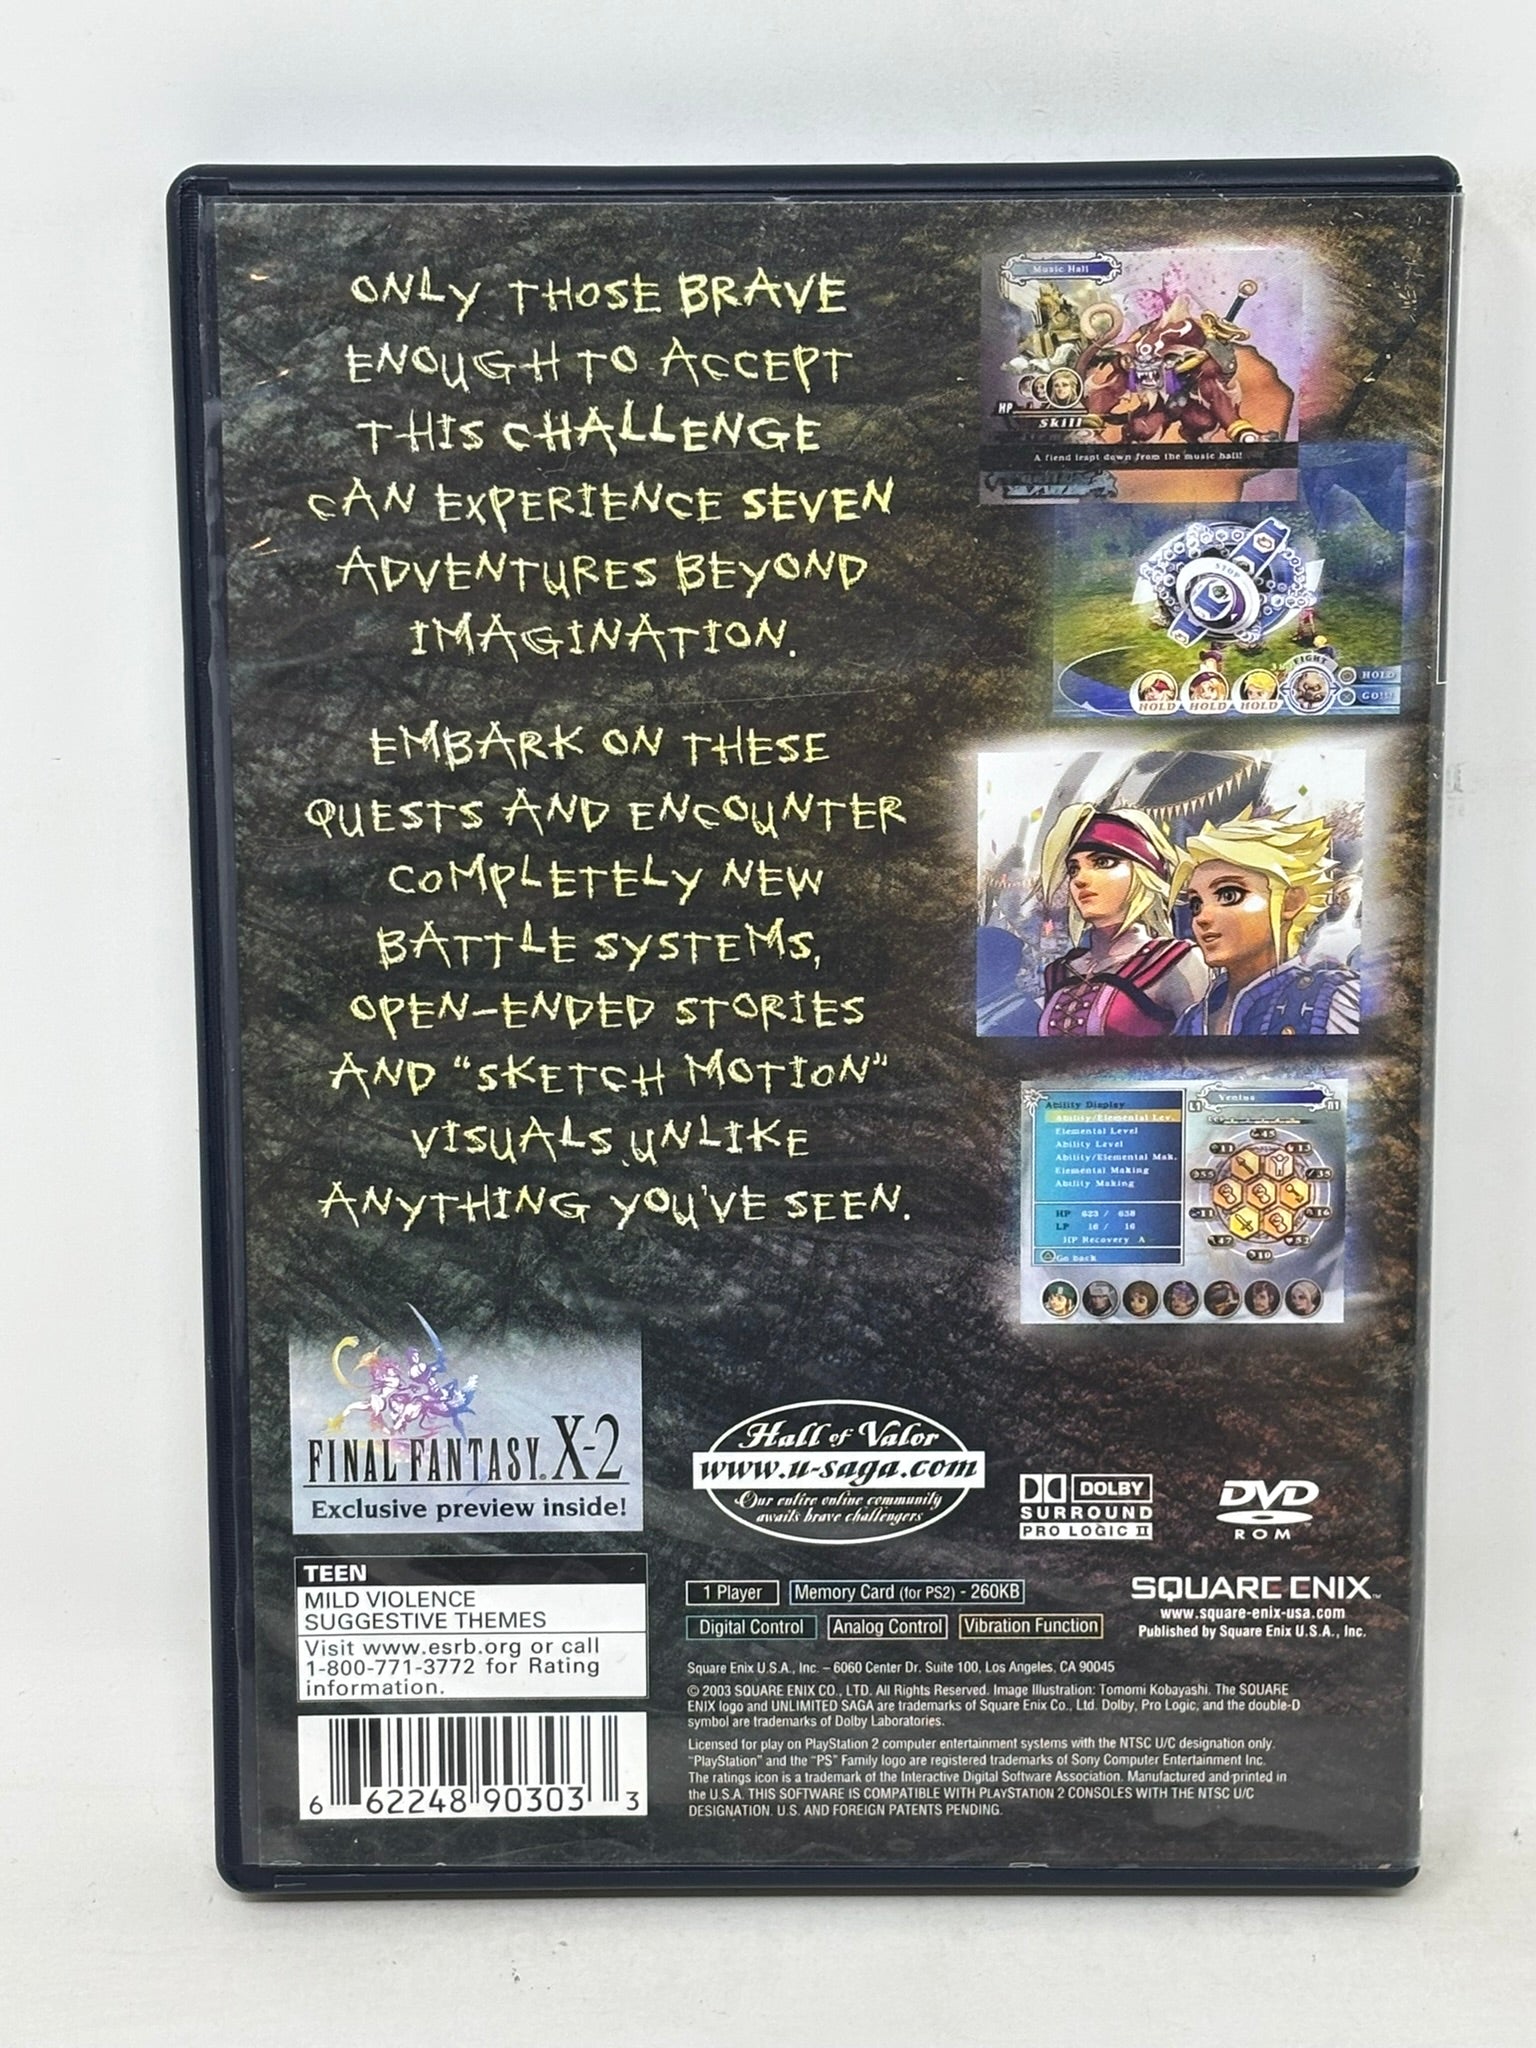 ONLY THOSE BRAVE
ENOUGH TO ACCEPT
THIS CHALLENGE
CAN EXPERIENCE SEVEN
ADVENTURES BEYOND
IMAGINATION.
EMBARK ON THESE
QUESTS AND ENCOUNTER
COMPLETELY NEW
BATTLE SYSTEMS,
OPEN-ENDED STORIES
AND "SKETCH MOTION"
VISUALS UNLIKE
ANYTHING YOU'VE SEEN.
Music Hall
HP
Skill
A fiend leapt down from the music hall!
STOP
FIGHT
HOLD
GO!!!
HOLD HOLD HOLD
Ability Display
Ability/Elemental Lev.
Elemental Level
Ability Level
Ability/Elemental Mak.
Elemental Making
Ability Making
HP 623 / 638
LP 16 / 16
HP Recovery A
Go back
L1 Ventus R1
FINAL FANTASY X-2
Exclusive preview inside!
Hall of Valor
www.u-saga.com
Our entire online community
awaits brave challengers
DOLBY
SURROUND
PRO LOGIC II
DVD
ROM
TEEN
MILD VIOLENCE
SUGGESTIVE THEMES
Visit www.esrb.org or call
1-800-771-3772 for Rating
information.
6 62248 90303 3
1 Player
Memory Card (for PS2) - 260KB
Digital Control
Analog Control
Vibration Function
SQUARE ENIX™
www.square-enix-usa.com
Published by Square Enix U.S.A., Inc.
Square Enix U.S.A., Inc. – 6060 Center Dr. Suite 100, Los Angeles, CA 90045
© 2003 SQUARE ENIX CO., LTD. All Rights Reserved. Image Illustration: Tomomi Kobayashi. The SQUARE
ENIX logo and UNLIMITED SAGA are trademarks of Square Enix Co., Ltd. Dolby, Pro Logic, and the double-D
symbol are trademarks of Dolby Laboratories.
Licensed for play on PlayStation 2 computer entertainment systems with the NTSC U/C designation only.
"PlayStation" and the "PS" Family logo are registered trademarks of Sony Computer Entertainment Inc.
The ratings icon is a trademark of the Interactive Digital Software Association. Manufactured and printed in
the U.S.A. THIS SOFTWARE IS COMPATIBLE WITH PLAYSTATION 2 CONSOLES WITH THE NTSC U/C
DESIGNATION. U.S. AND FOREIGN PATENTS PENDING.